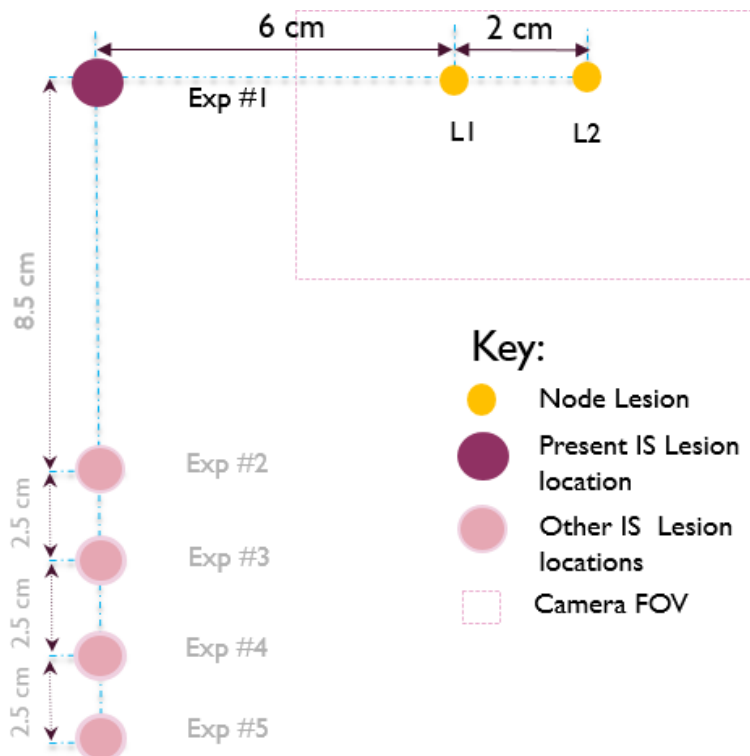 6 cm
2 cm
Exp #1
L1
L2
8.5 cm
Key:
Node Lesion
Present IS Lesion
location
Other IS Lesion
locations
Camera FOV
Exp #2
2.5 cm
Exp #3
2.5 cm
Exp #4
2.5 cm
Exp #5